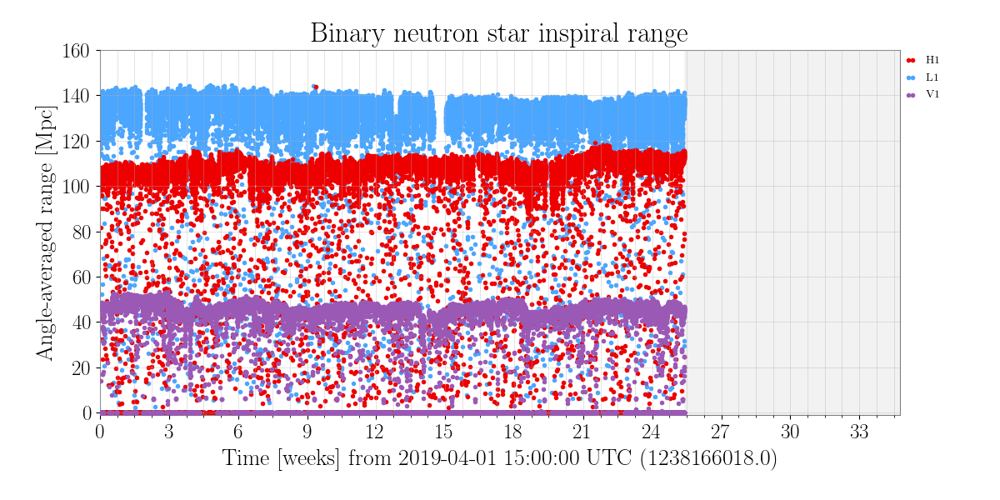 Binary neutron star inspiral range
Angle-averaged range [Mpc]
160
140
120
100
80
60
40
20
0
0 3 6 9 12 15 18 21 24 27 30 33
Time [weeks] from 2019-04-01 15:00:00 UTC (1238166018.0)
H1
L1
V1